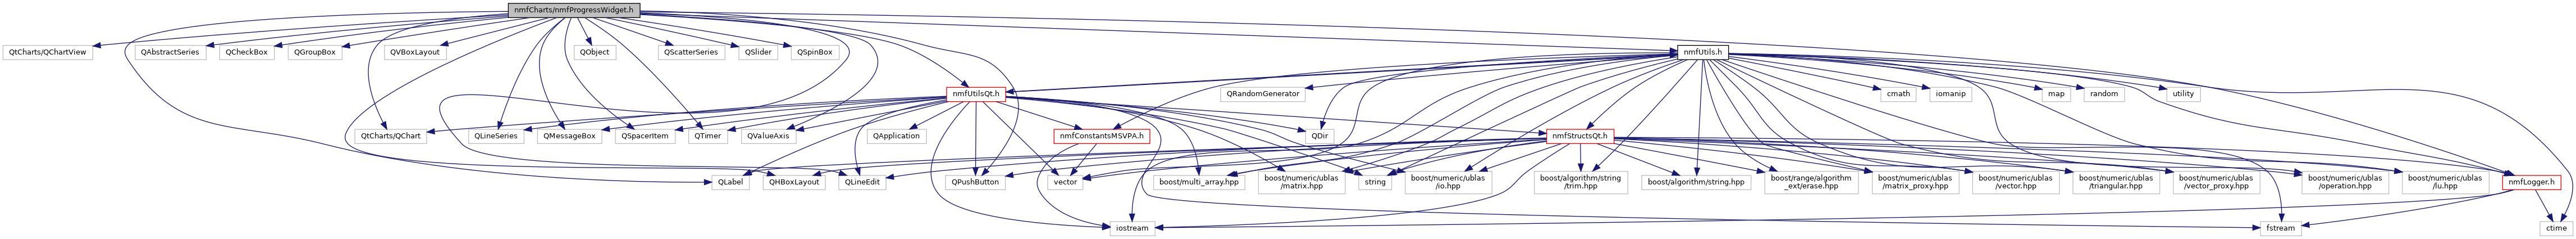 nmfCharts/nmfProgressWidget.h
QtCharts/QChartView
QAbstractSeries
QCheckBox
QGroupBox
QVBoxLayout
QObject
QScatterSeries
QSlider
QSpinBox
nmfUtils.h
nmfUtilsQt.h
QRandomGenerator
cmath
iomanip
map
random
utility
QtCharts/QChart
QLineSeries
QMessageBox
QSpacerItem
QTimer
QValueAxis
QApplication
nmfConstantsMSVPA.h
QDir
nmfStructsQt.h
QLabel
QHBoxLayout
QLineEdit
QPushButton
vector
boost/multi_array.hpp
boost/numeric/ublas
/matrix.hpp
string
boost/numeric/ublas
/io.hpp
boost/algorithm/string
/trim.hpp
boost/algorithm/string.hpp
boost/range/algorithm
_ext/erase.hpp
boost/numeric/ublas
/matrix_proxy.hpp
boost/numeric/ublas
/vector.hpp
boost/numeric/ublas
/triangular.hpp
boost/numeric/ublas
/vector_proxy.hpp
boost/numeric/ublas
/operation.hpp
boost/numeric/ublas
/lu.hpp
nmfLogger.h
iostream
fstream
ctime